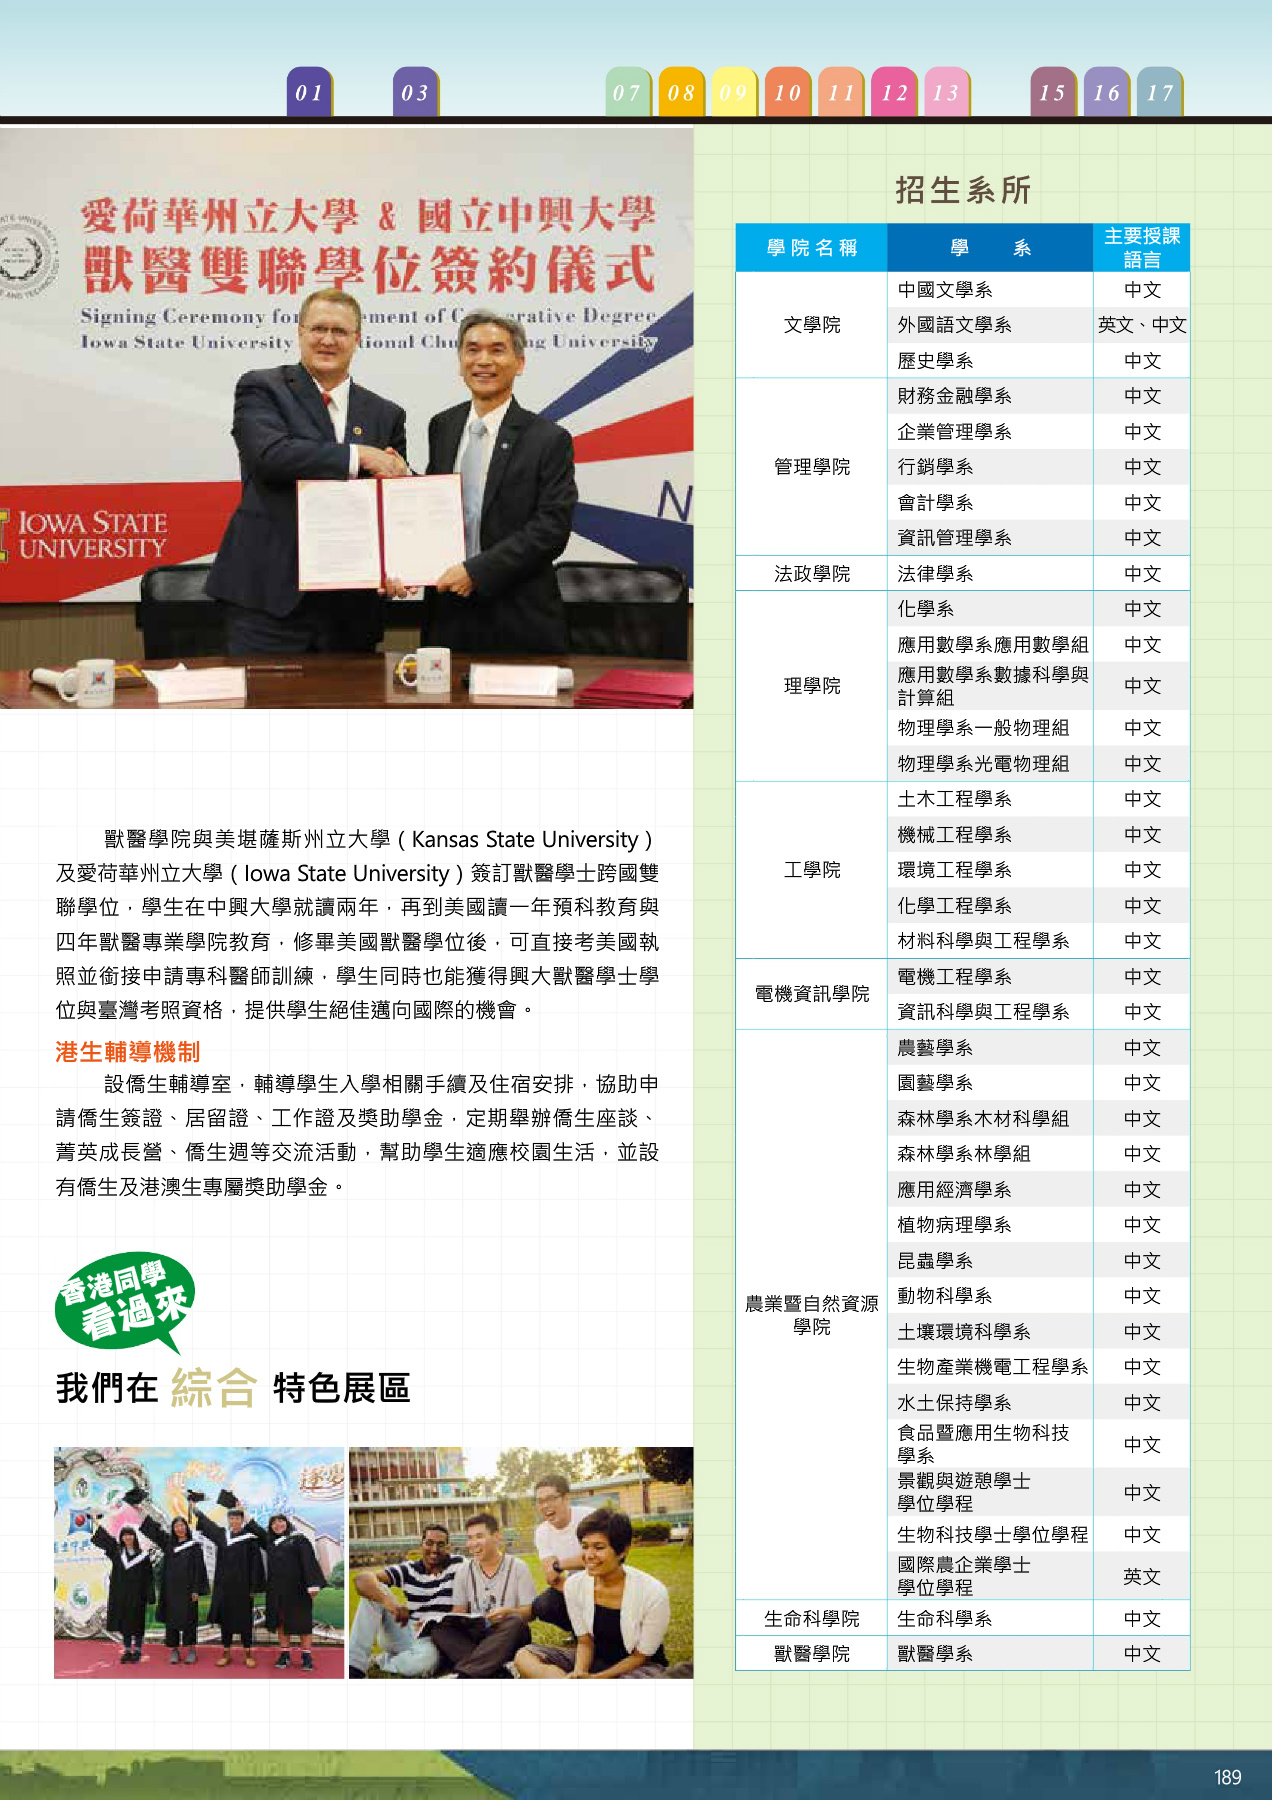 01 03 07 08 09 10 11 12 13 15 16 17
愛荷華州立大學 & 國立中興大學
獸醫雙聯學位簽約儀式
Signing Ceremony for ement of C rative Degree
Iowa State University tional Chu ng University
IOWA STATE
UNIVERSITY
N
獸醫學院與美堪薩斯州立大學（Kansas State University）
及愛荷華州立大學（Iowa State University）簽訂獸醫學士跨國雙
聯學位，學生在中興大學就讀兩年，再到美國讀一年預科教育與
四年獸醫專業學院教育，修畢美國獸醫學位後，可直接考美國執
照並銜接申請專科醫師訓練，學生同時也能獲得興大獸醫學士學
位與臺灣考照資格，提供學生絕佳邁向國際的機會。
港生輔導機制
設僑生輔導室，輔導學生入學相關手續及住宿安排，協助申
請僑生簽證、居留證、工作證及獎助學金，定期舉辦僑生座談、
菁英成長營、僑生週等交流活動，幫助學生適應校園生活，並設
有僑生及港澳生專屬獎助學金。
香港同學
看過來
我們在 綜合 特色展區
招生系所
學院名稱 學 系 主要授課
語言
文學院
中國文學系 中文
外國語文學系 英文、中文
歷史學系 中文
管理學院
財務金融學系 中文
企業管理學系 中文
行銷學系 中文
會計學系 中文
資訊管理學系 中文
法政學院 法律學系 中文
理學院
化學系 中文
應用數學系應用數學組 中文
應用數學系數據科學與
計算組 中文
物理學系一般物理組 中文
物理學系光電物理組 中文
工學院
土木工程學系 中文
機械工程學系 中文
環境工程學系 中文
化學工程學系 中文
材料科學與工程學系 中文
電機資訊學院
電機工程學系 中文
資訊科學與工程學系 中文
農業暨自然資源
學院
農藝學系 中文
園藝學系 中文
森林學系木材科學組 中文
森林學系林學組 中文
應用經濟學系 中文
植物病理學系 中文
昆蟲學系 中文
動物科學系 中文
土壤環境科學系 中文
生物產業機電工程學系 中文
水土保持學系 中文
食品暨應用生物科技
學系 中文
景觀與遊憩學士
學位學程 中文
生物科技學士學位學程 中文
國際農企業學士
學位學程 英文
生命科學院 生命科學系 中文
獸醫學院 獸醫學系 中文
189